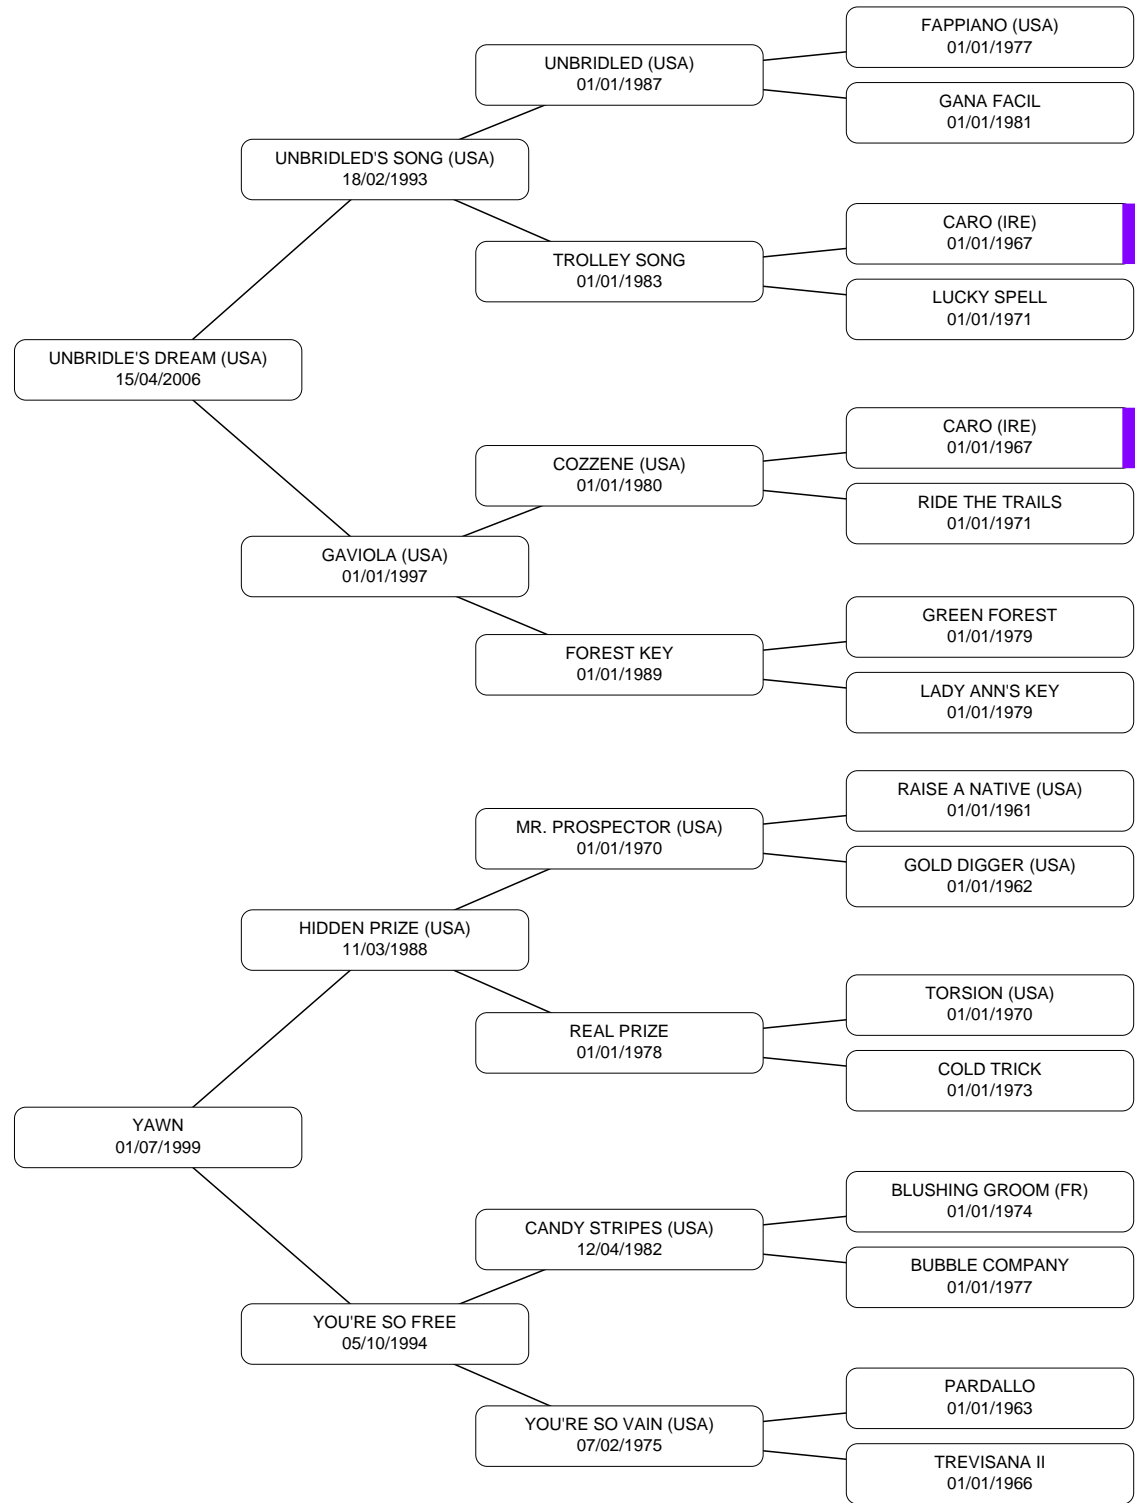 FAPPIANO (USA)
01/01/1977
UNBRIDLED (USA)
01/01/1987
GANA FACIL
01/01/1981
UNBRIDLED'S SONG (USA)
18/02/1993
CARO (IRE)
01/01/1967
TROLLEY SONG
01/01/1983
LUCKY SPELL
01/01/1971
UNBRIDLE'S DREAM (USA)
15/04/2006
CARO (IRE)
01/01/1967
COZZENE (USA)
01/01/1980
RIDE THE TRAILS
01/01/1971
GAVIOLA (USA)
01/01/1997
GREEN FOREST
01/01/1979
FOREST KEY
01/01/1989
LADY ANN'S KEY
01/01/1979
RAISE A NATIVE (USA)
01/01/1961
MR. PROSPECTOR (USA)
01/01/1970
GOLD DIGGER (USA)
01/01/1962
HIDDEN PRIZE (USA)
11/03/1988
TORSION (USA)
01/01/1970
REAL PRIZE
01/01/1978
COLD TRICK
01/01/1973
YAWN
01/07/1999
BLUSHING GROOM (FR)
01/01/1974
CANDY STRIPES (USA)
12/04/1982
BUBBLE COMPANY
01/01/1977
YOU'RE SO FREE
05/10/1994
PARDALLO
01/01/1963
YOU'RE SO VAIN (USA)
07/02/1975
TREVISANA II
01/01/1966